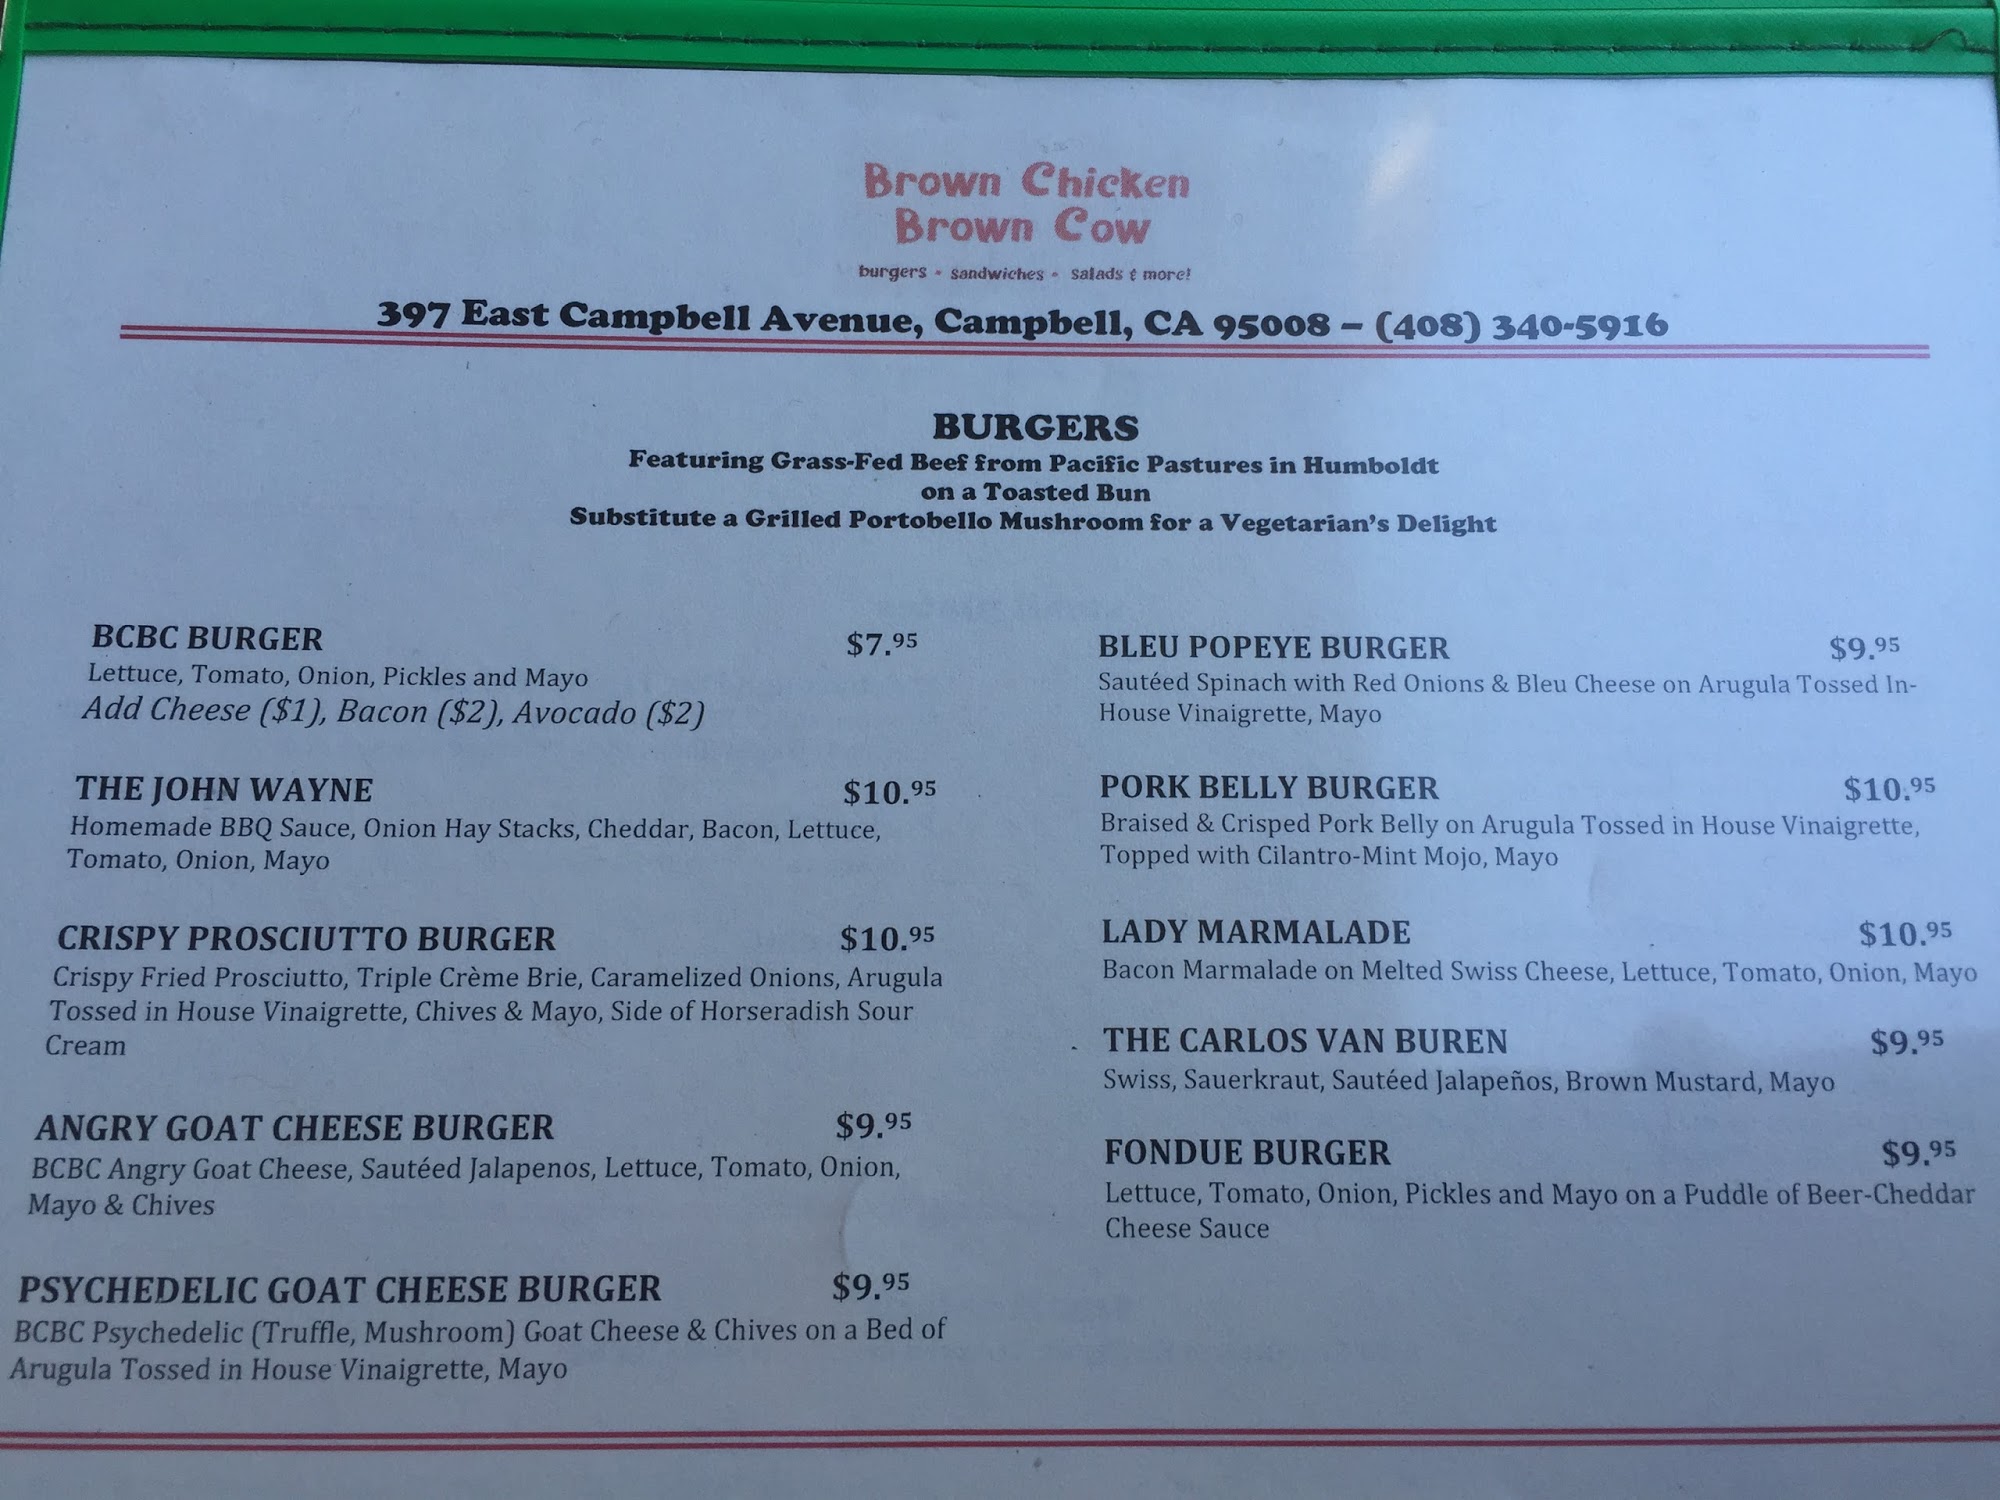 Brown Chicken
Brown Cow
burgers • sandwiches • salads & more!
397 East Campbell Avenue, Campbell, CA 95008 – (408) 340-5916
BURGERS
Featuring Grass-Fed Beef from Pacific Pastures in Humboldt
on a Toasted Bun
Substitute a Grilled Portobello Mushroom for a Vegetarian's Delight
BCBC BURGER $7.95
Lettuce, Tomato, Onion, Pickles and Mayo
Add Cheese ($1), Bacon ($2), Avocado ($2)
THE JOHN WAYNE $10.95
Homemade BBQ Sauce, Onion Hay Stacks, Cheddar, Bacon, Lettuce,
Tomato, Onion, Mayo
CRISPY PROSCIUTTO BURGER $10.95
Crispy Fried Prosciutto, Triple Crème Brie, Caramelized Onions, Arugula
Tossed in House Vinaigrette, Chives & Mayo, Side of Horseradish Sour
Cream
ANGRY GOAT CHEESE BURGER $9.95
BCBC Angry Goat Cheese, Sautéed Jalapenos, Lettuce, Tomato, Onion,
Mayo & Chives
PSYCHEDELIC GOAT CHEESE BURGER $9.95
BCBC Psychedelic (Truffle, Mushroom) Goat Cheese & Chives on a Bed of
Arugula Tossed in House Vinaigrette, Mayo
BLEU POPEYE BURGER $9.95
Sautéed Spinach with Red Onions & Bleu Cheese on Arugula Tossed In-
House Vinaigrette, Mayo
PORK BELLY BURGER $10.95
Braised & Crisped Pork Belly on Arugula Tossed in House Vinaigrette,
Topped with Cilantro-Mint Mojo, Mayo
LADY MARMALADE $10.95
Bacon Marmalade on Melted Swiss Cheese, Lettuce, Tomato, Onion, Mayo
THE CARLOS VAN BUREN $9.95
Swiss, Sauerkraut, Sautéed Jalapeños, Brown Mustard, Mayo
FONDUE BURGER $9.95
Lettuce, Tomato, Onion, Pickles and Mayo on a Puddle of Beer-Cheddar
Cheese Sauce